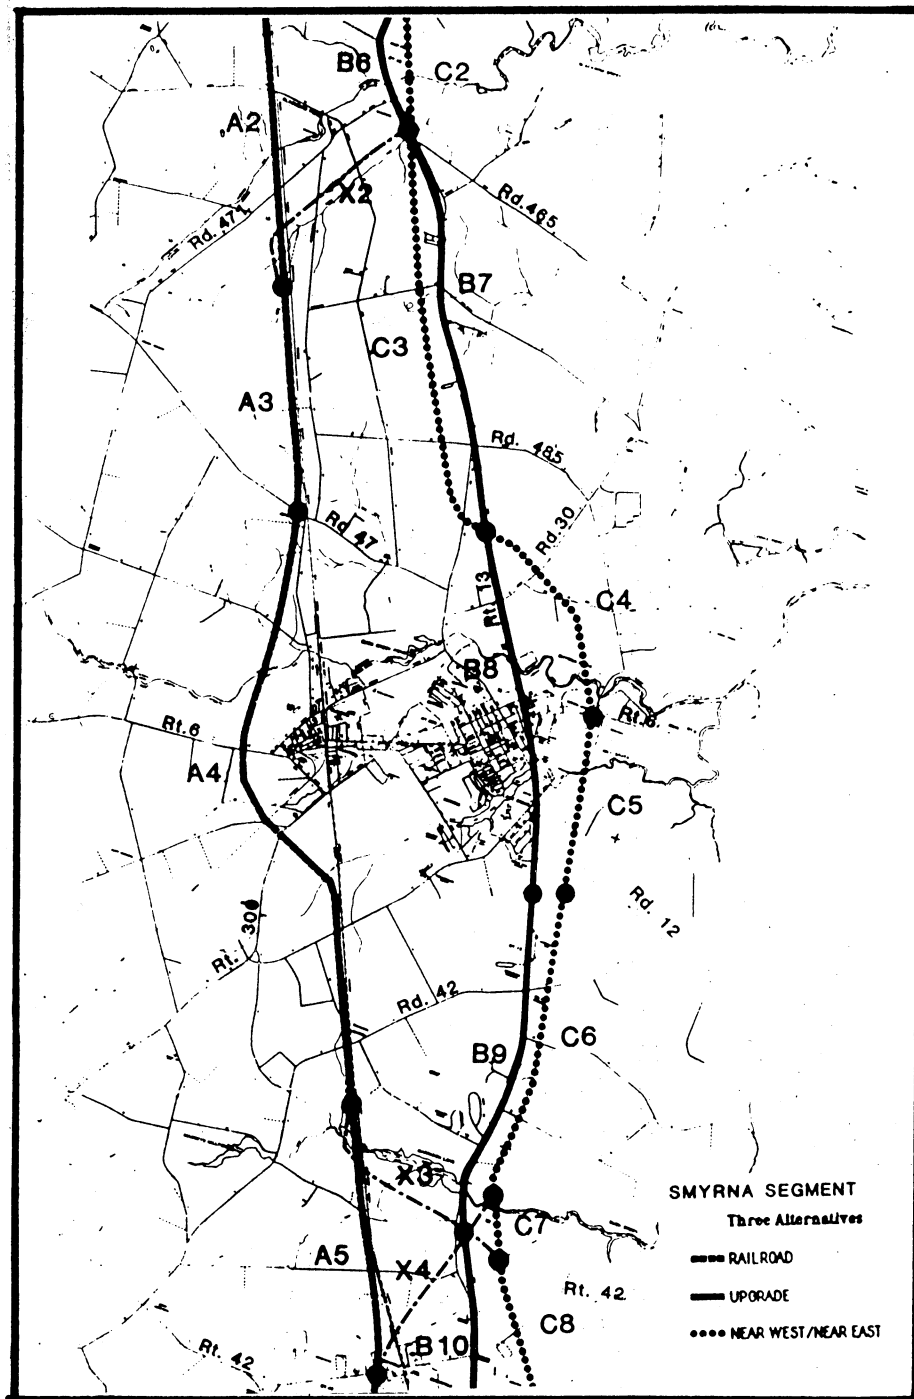 B6
C2
A2
X2
Rd. 465
Rd. 471
B7
C3
A3
Rd. 485
Rd. 47
Rd. 30
C4
Rt. 13
B8
Rt. 6
Rt. 6
A4
C5
Rd. 12
Rt. 300
Rd. 42
C6
B9
X3
SMYRNA SEGMENT
Three Alternatives
C7
A5
RAILROAD
X4
UPGRADE
Rt. 42
C8
NEAR WEST/NEAR EAST
B10
Rt. 42